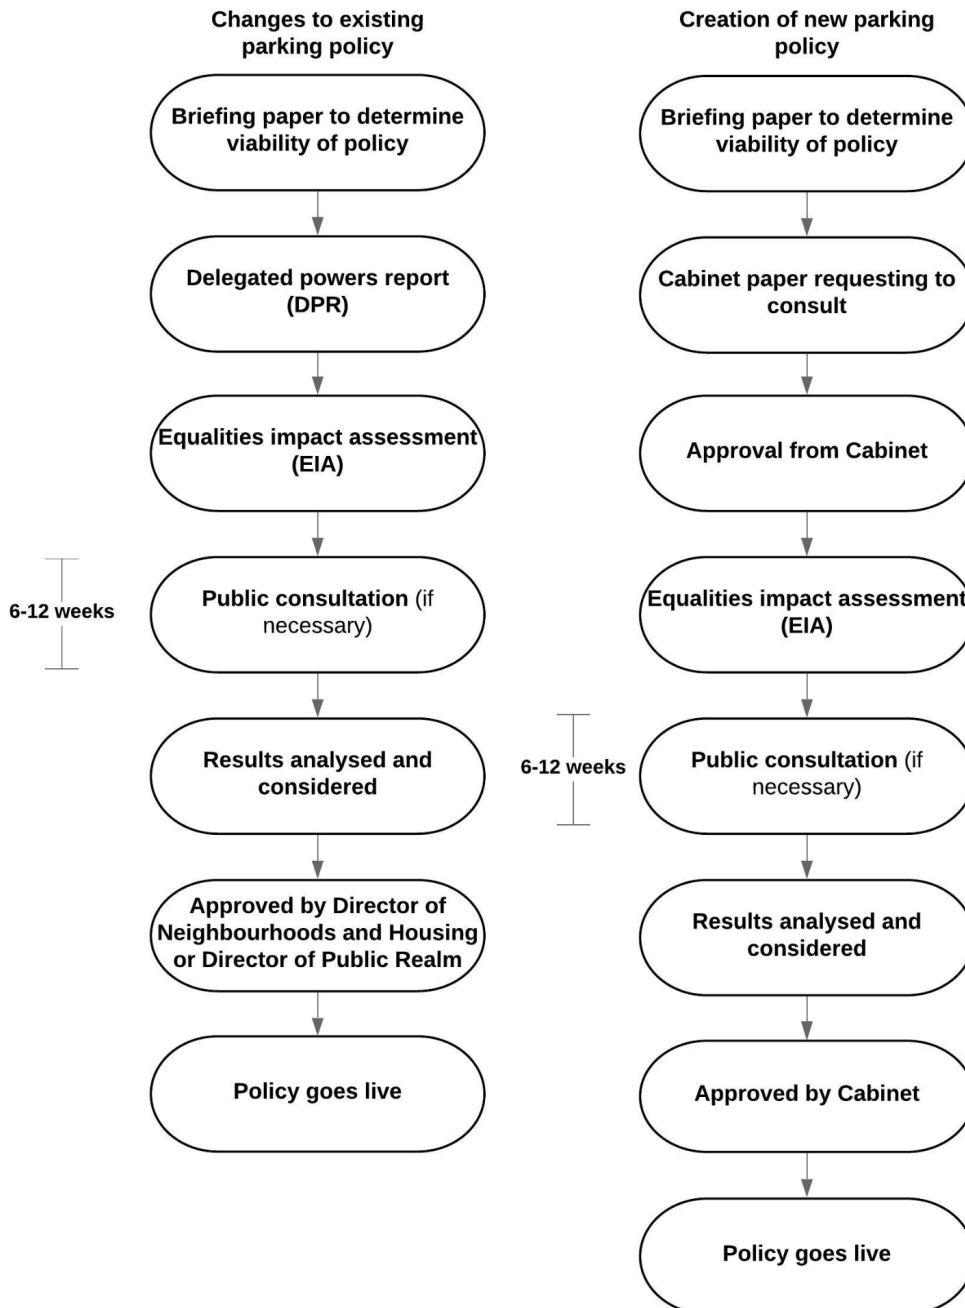 Changes to existing
parking policy
Briefing paper to determine
viability of policy
Delegated powers report
(DPR)
Equalities impact assessment
(EIA)
6-12 weeks
Public consultation (if
necessary)
Results analysed and
considered
Approved by Director of
Neighbourhoods and Housing
or Director of Public Realm
Policy goes live
Creation of new parking
policy
Briefing paper to determine
viability of policy
Cabinet paper requesting to
consult
Approval from Cabinet
Equalities impact assessment
(EIA)
6-12 weeks
Public consultation (if
necessary)
Results analysed and
considered
Approved by Cabinet
Policy goes live